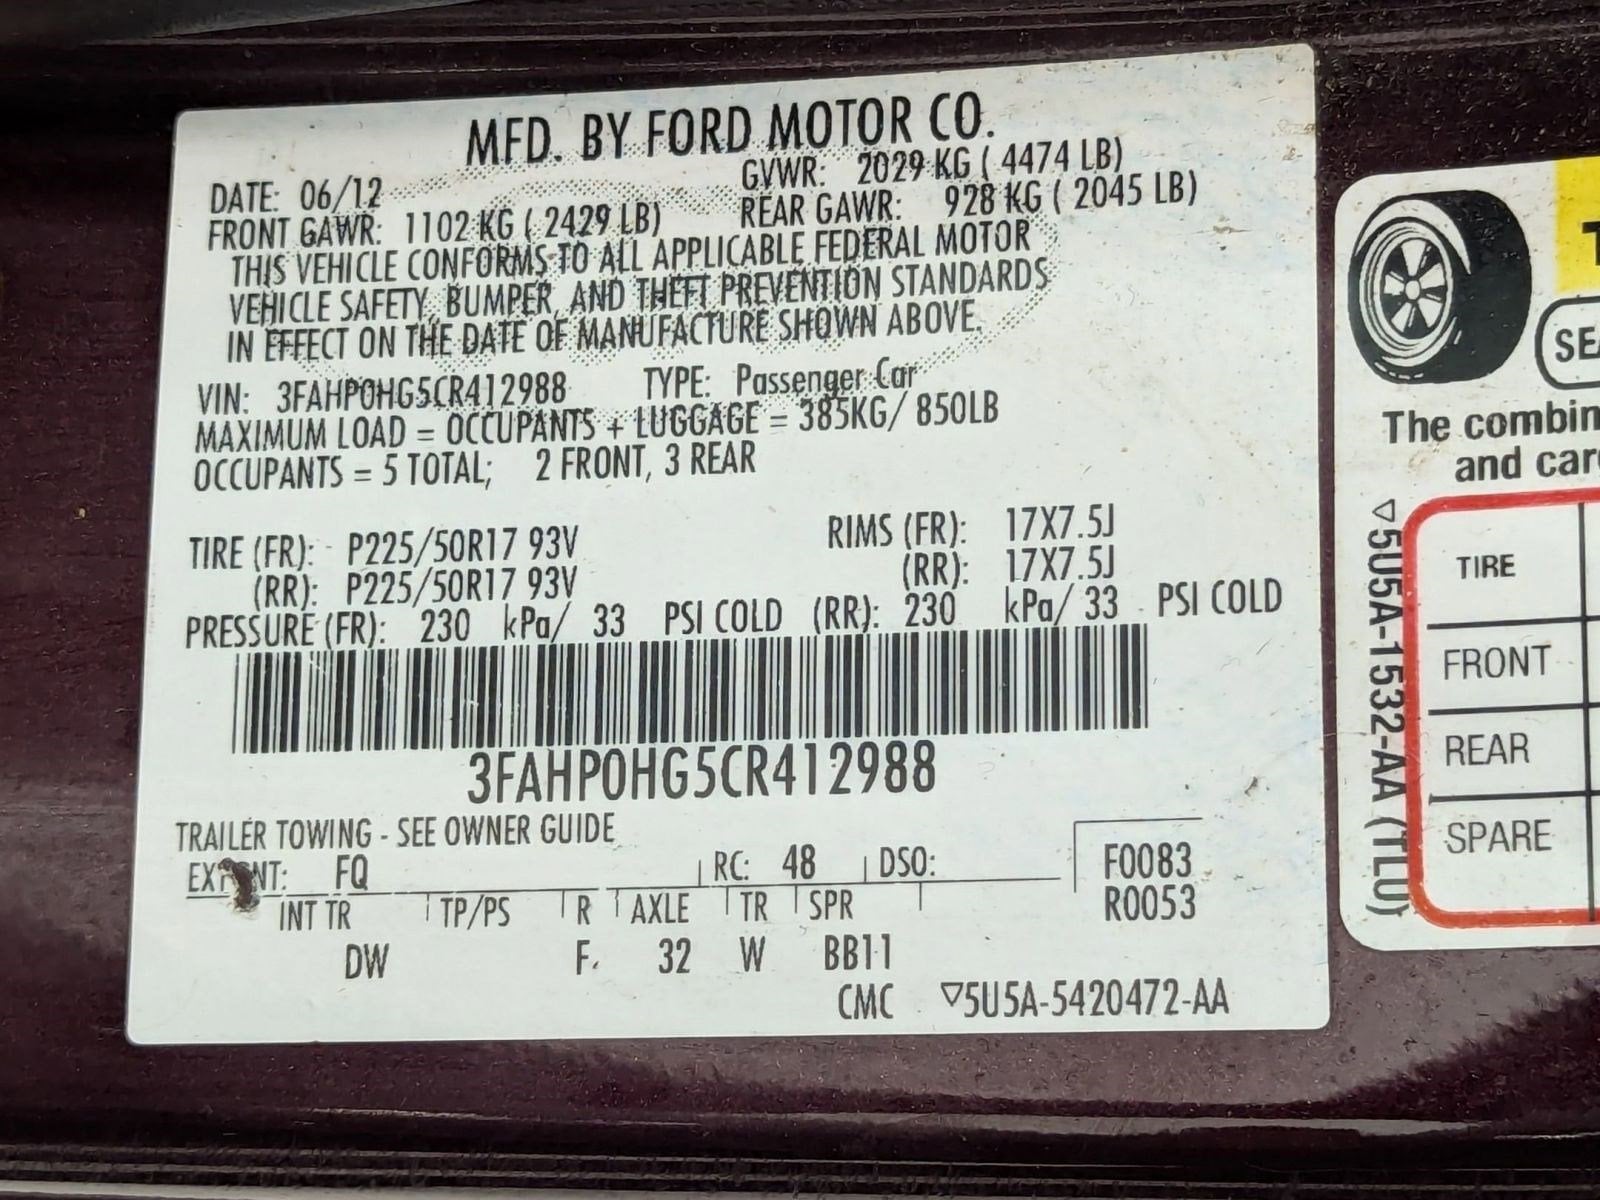 MFD. BY FORD MOTOR CO.
DATE: 06/12 GVWR: 2029 KG ( 4474 LB)
FRONT GAWR: 1102 KG ( 2429 LB) REAR GAWR: 928 KG ( 2045 LB)
THIS VEHICLE CONFORMS TO ALL APPLICABLE FEDERAL MOTOR
VEHICLE SAFETY, BUMPER, AND THEFT PREVENTION STANDARDS
IN EFFECT ON THE DATE OF MANUFACTURE SHOWN ABOVE.
VIN: 3FAHP0HG5CR412988 TYPE: Passenger Car
MAXIMUM LOAD = OCCUPANTS + LUGGAGE = 385KG/ 850LB
OCCUPANTS = 5 TOTAL; 2 FRONT, 3 REAR
TIRE (FR): P225/50R17 93V RIMS (FR): 17X7.5J
(RR): P225/50R17 93V (RR): 17X7.5J
PRESSURE (FR): 230 kPa/ 33 PSI COLD (RR): 230 kPa/ 33 PSI COLD
3FAHP0HG5CR412988
TRAILER TOWING - SEE OWNER GUIDE
FQ RC: 48 DSO: F0083
INT TR TP/PS R AXLE TR SPR R0053
DW F 32 W BB11
CMC ▽5U5A-5420472-AA
The
and
▽5U5A-1532-AA (TLU)
TIRE
FRONT
REAR
SPARE